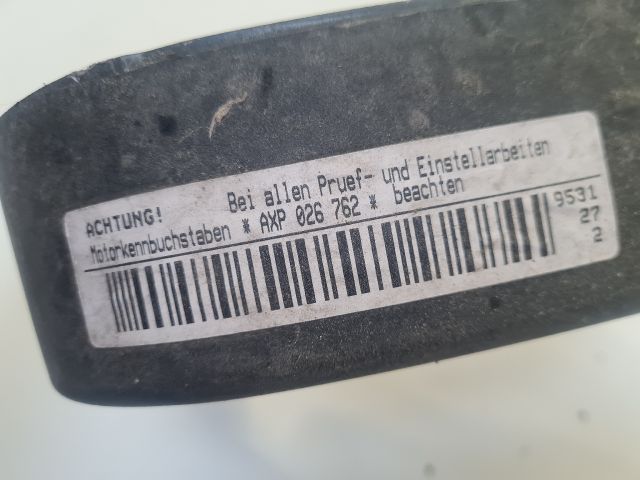 ACHTUNG! Bei allen Pruef- und Einstellarbeiten
Motorkennbuchstaben * AXP 026 762 * beachten
9531
27
2